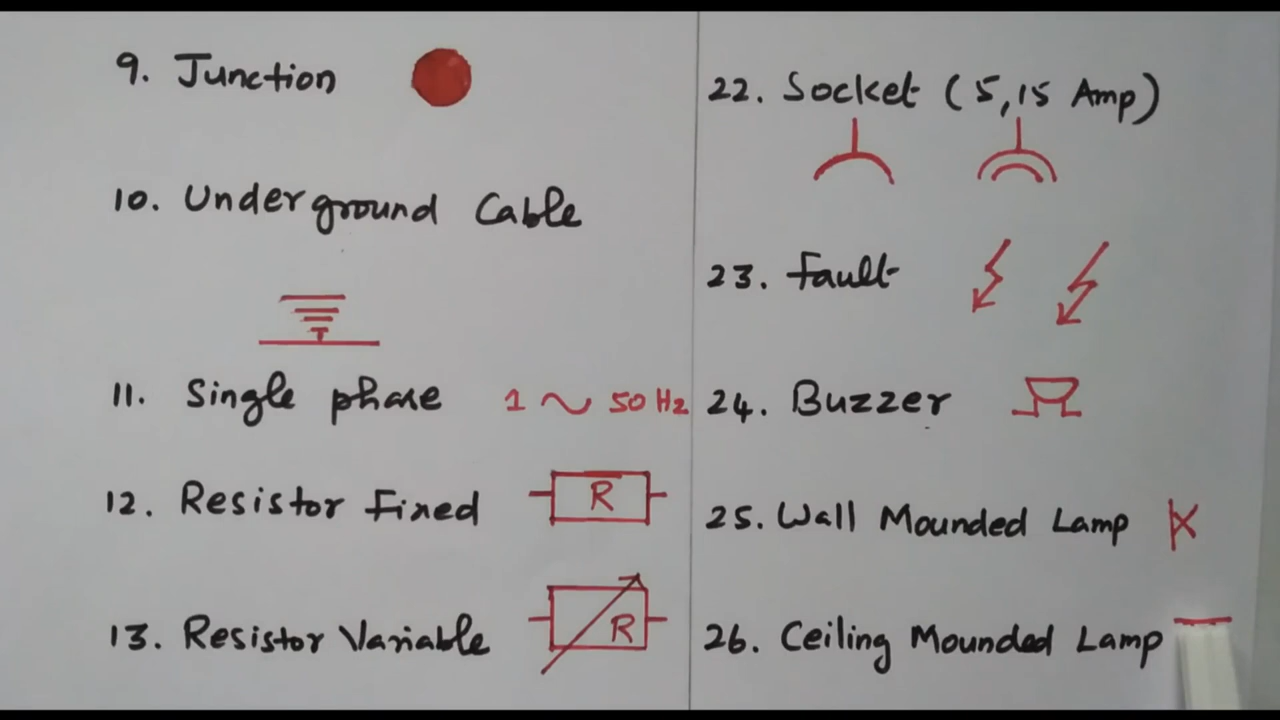 9. Junction
10. Underground Cable
11. Single phase 1 ~ 50 Hz
12. Resistor Fixed R
13. Resistor Variable R
22. Socket (5,15 Amp)
23. Fault
24. Buzzer
25. Wall Mounded Lamp
26. Ceiling Mounded Lamp